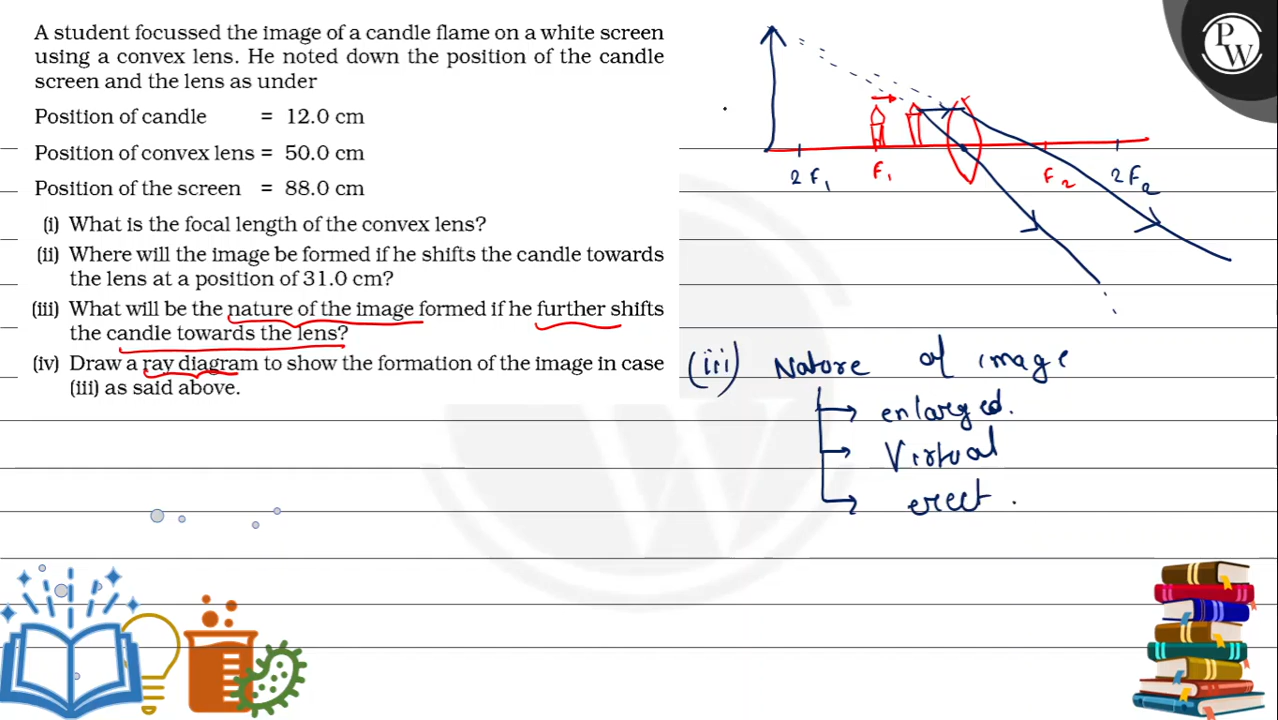 A student focussed the image of a candle flame on a white screen
using a convex lens. He noted down the position of the candle
screen and the lens as under
Position of candle = 12.0 cm
Position of convex lens = 50.0 cm
Position of the screen = 88.0 cm
(i) What is the focal length of the convex lens?
(ii) Where will the image be formed if he shifts the candle towards
the lens at a position of 31.0 cm?
(iii) What will be the nature of the image formed if he further shifts
the candle towards the lens?
(iv) Draw a ray diagram to show the formation of the image in case
(iii) as said above.
PW
2F₁ F₁ F₂ 2F₂
(iii) Nature of image
enlarged.
Virtual
erect.